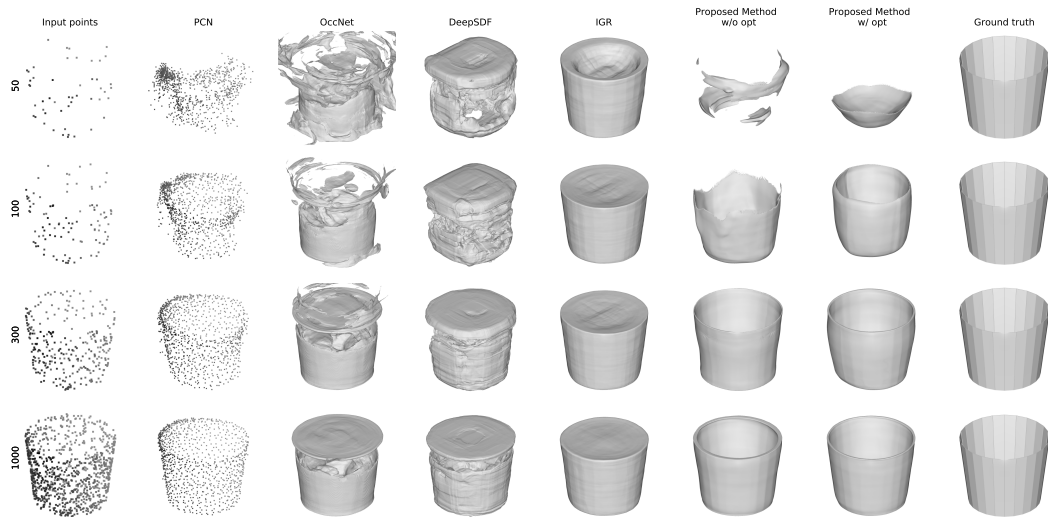 Input points
PCN
OccNet
DeepSDF
IGR
Proposed Method
w/o opt
Proposed Method
w/ opt
Ground truth
50
100
300
1000